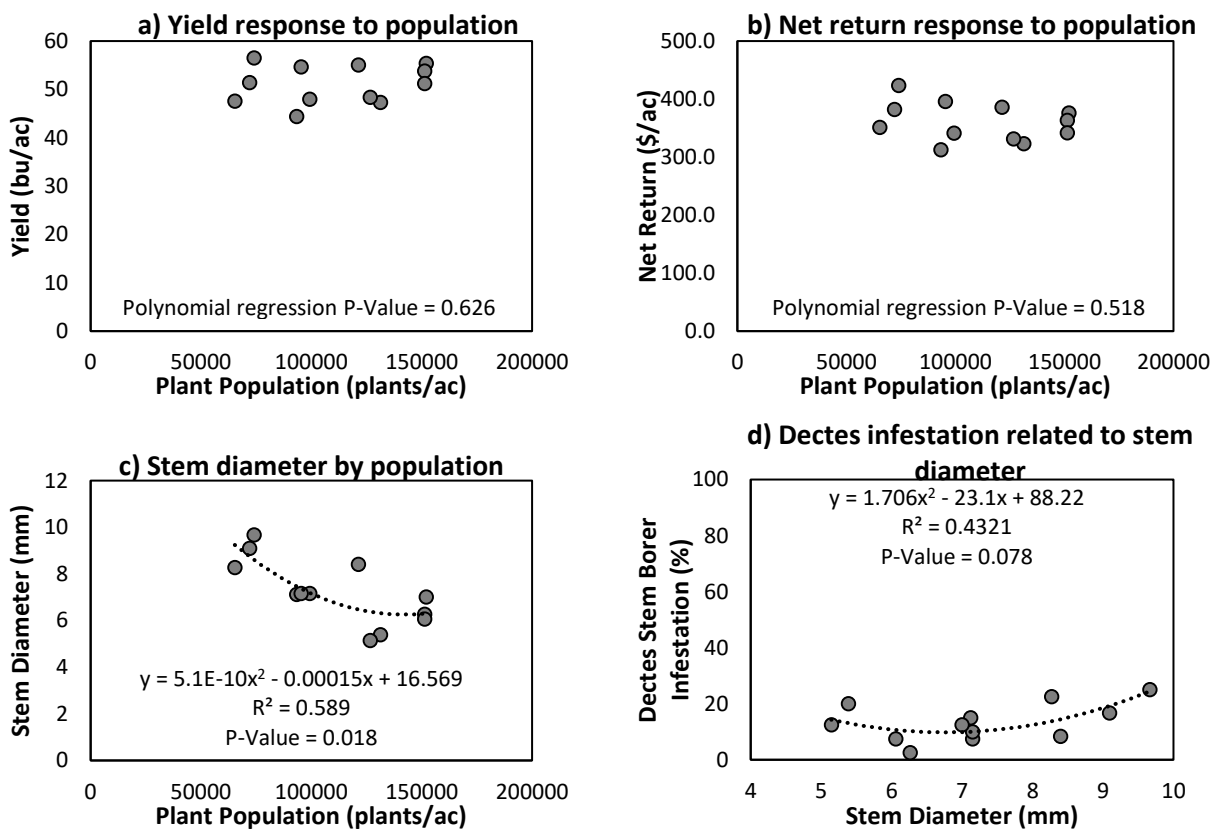 a) Yield response to population
60
50
40
30
20
10
0
Yield (bu/ac)
Polynomial regression P-Value = 0.626
0 50000 100000 150000 200000
Plant Population (plants/ac)
b) Net return response to population
500.0
400.0
300.0
200.0
100.0
0.0
Net Return ($/ac)
Polynomial regression P-Value = 0.518
0 50000 100000 150000 200000
Plant Population (plants/ac)
c) Stem diameter by population
12
10
8
6
4
2
0
Stem Diameter (mm)
y = 5.1E-10x² - 0.00015x + 16.569
R² = 0.589
P-Value = 0.018
0 50000 100000 150000 200000
Plant Population (plants/ac)
d) Dectes infestation related to stem
diameter
100
80
60
40
20
0
Dectes Stem Borer
Infestation (%)
y = 1.706x² - 23.1x + 88.22
R² = 0.4321
P-Value = 0.078
4 5 6 7 8 9 10
Stem Diameter (mm)